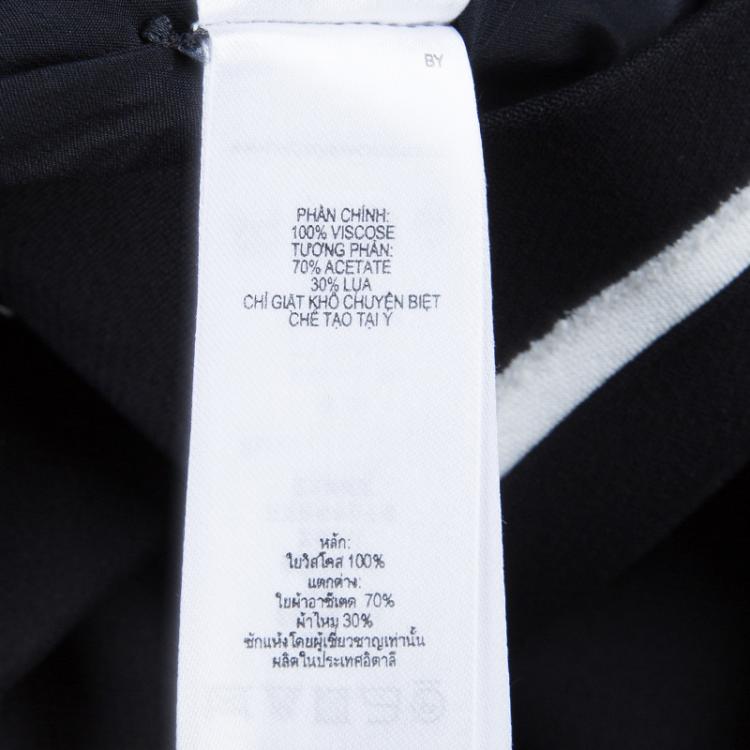 BY
PHẦN CHÍNH:
100% VISCOSE
TƯƠNG PHẢN:
70% ACETATE
30% LỤA
CHỈ GIẶT KHÔ CHUYÊN BIỆT
CHẾ TẠO TẠI Ý
หลัก:
ใยวิสโคส 100%
แตกต่าง:
ใยผ้าอาซีเตด 70%
ผ้าไหม 30%
ซักแห้งโดยผู้เชี่ยวชาญเท่านั้น
ผลิตในประเทศอิตาลี